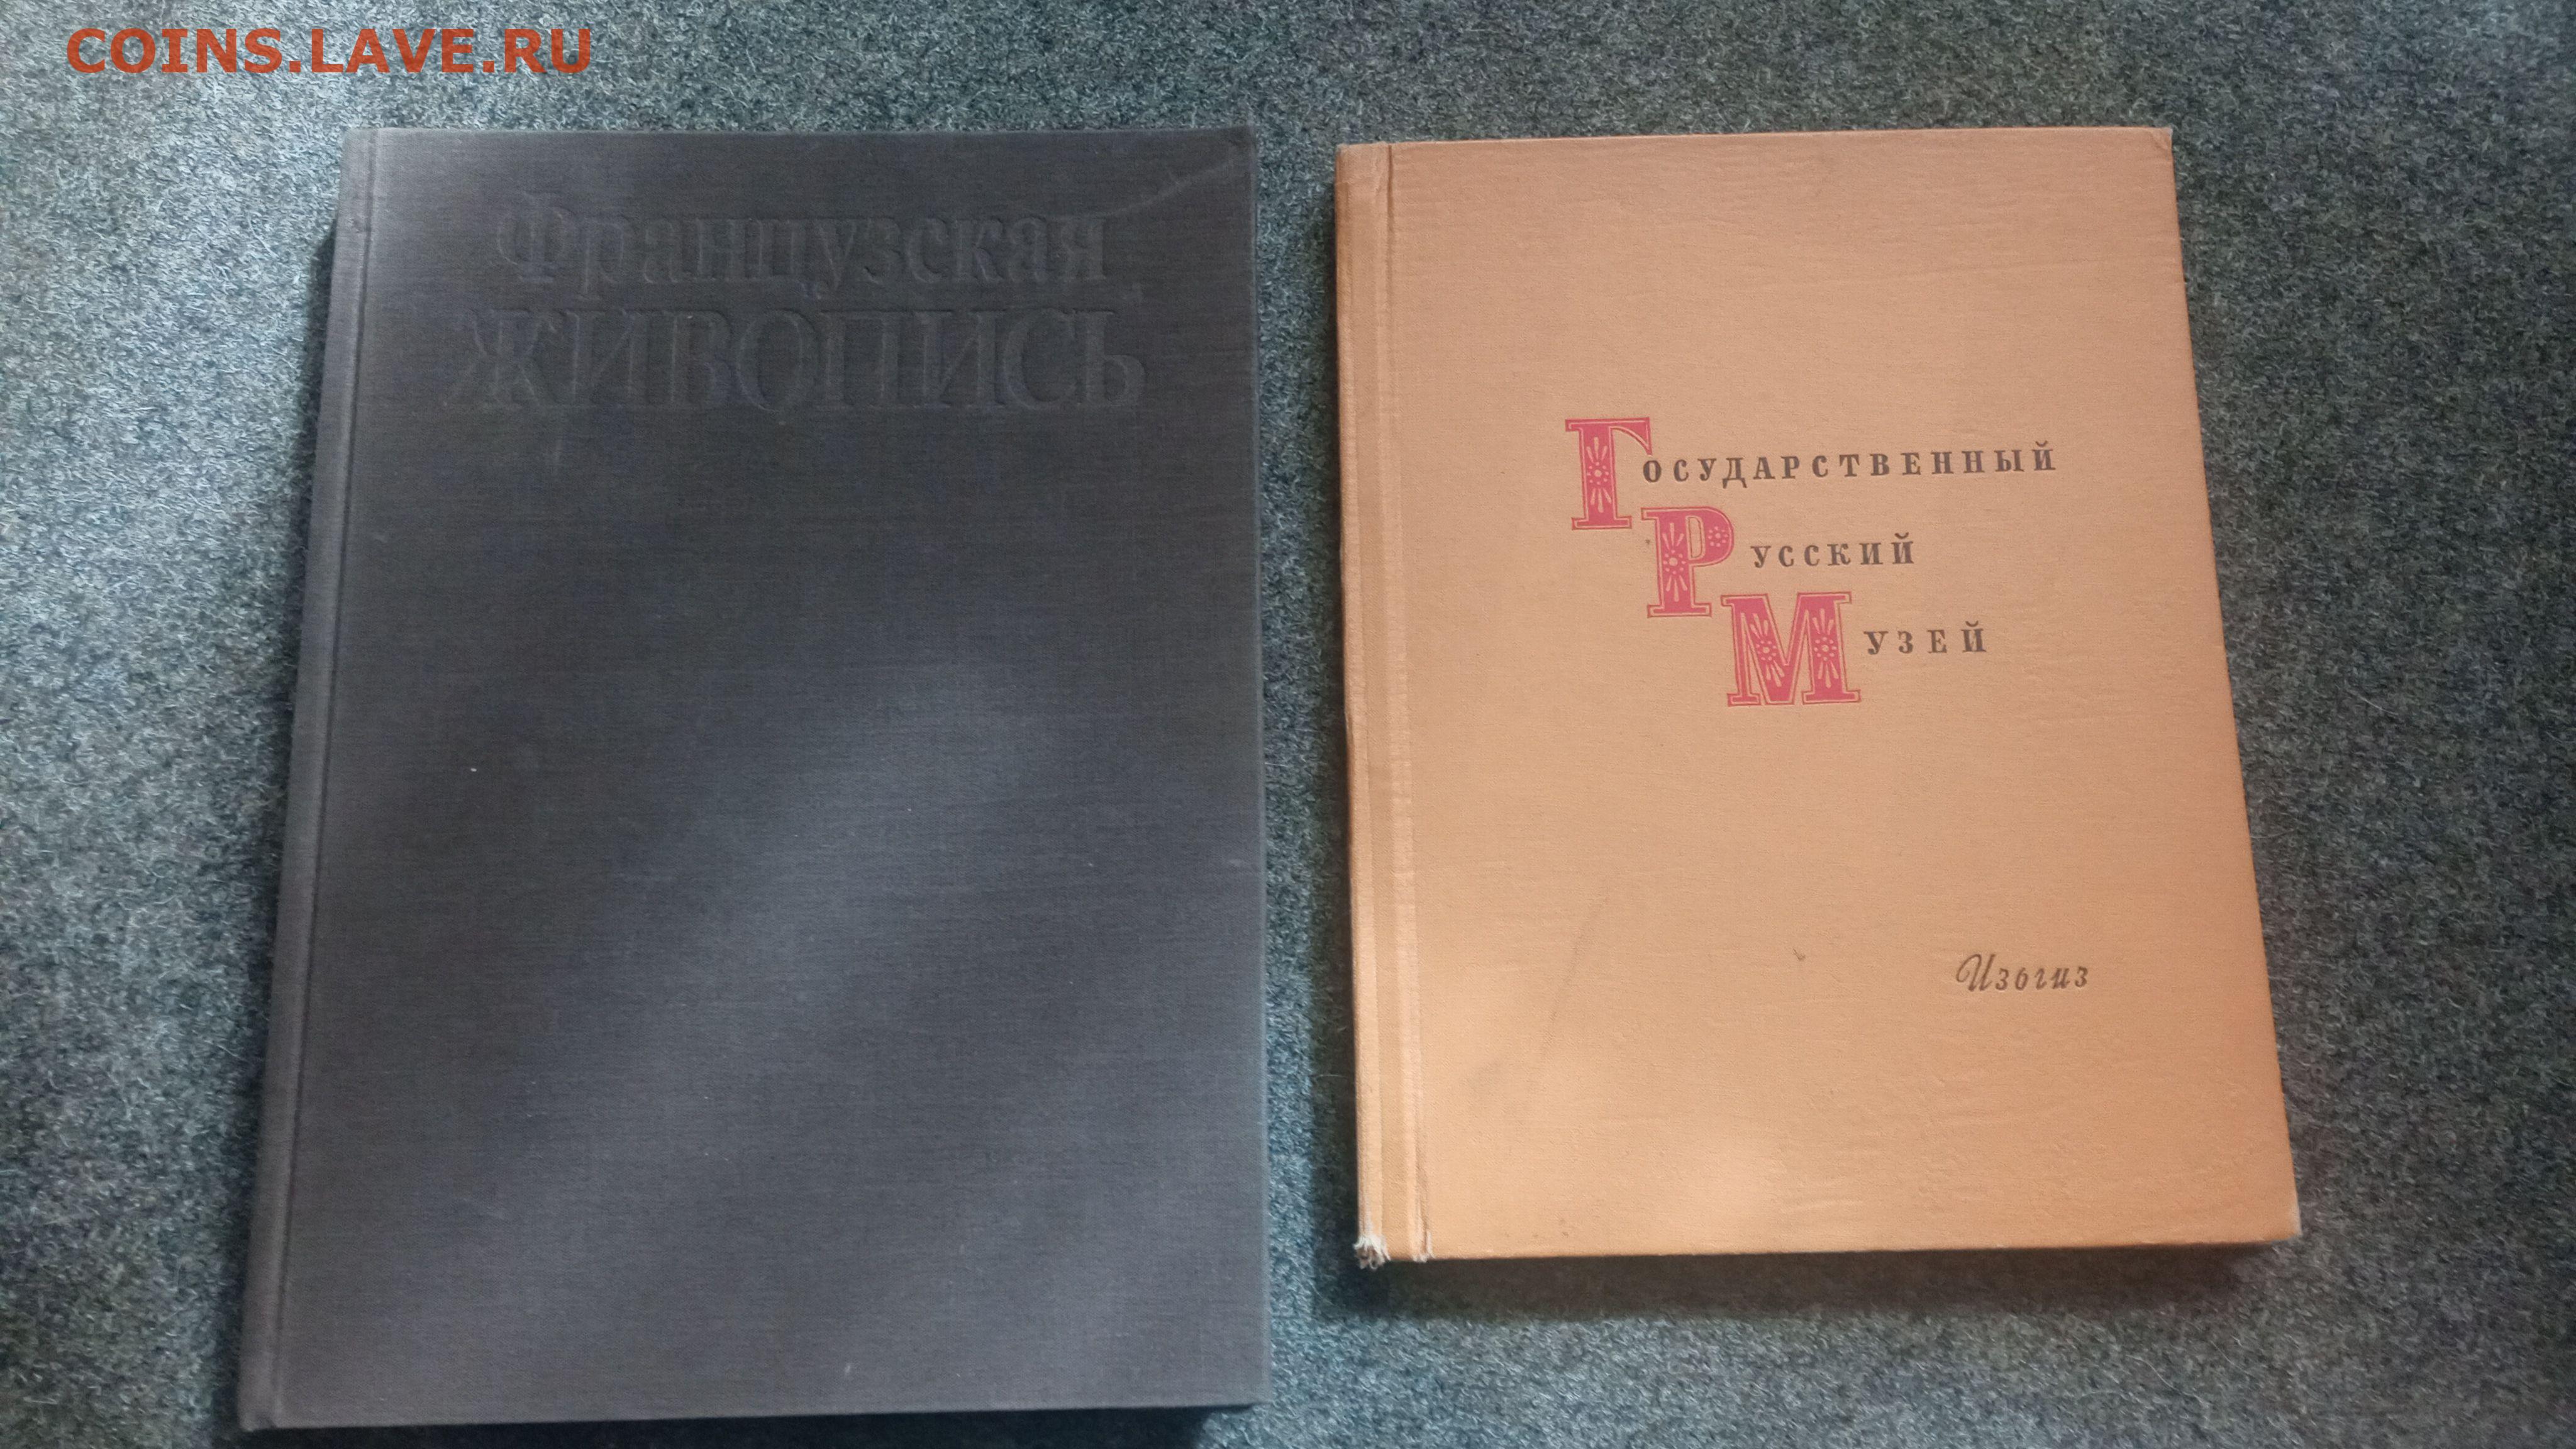 COINS.LAVE.RU
Французская
ЖИВОПИСЬ
Государственный
Русский
Музей
Изогиз